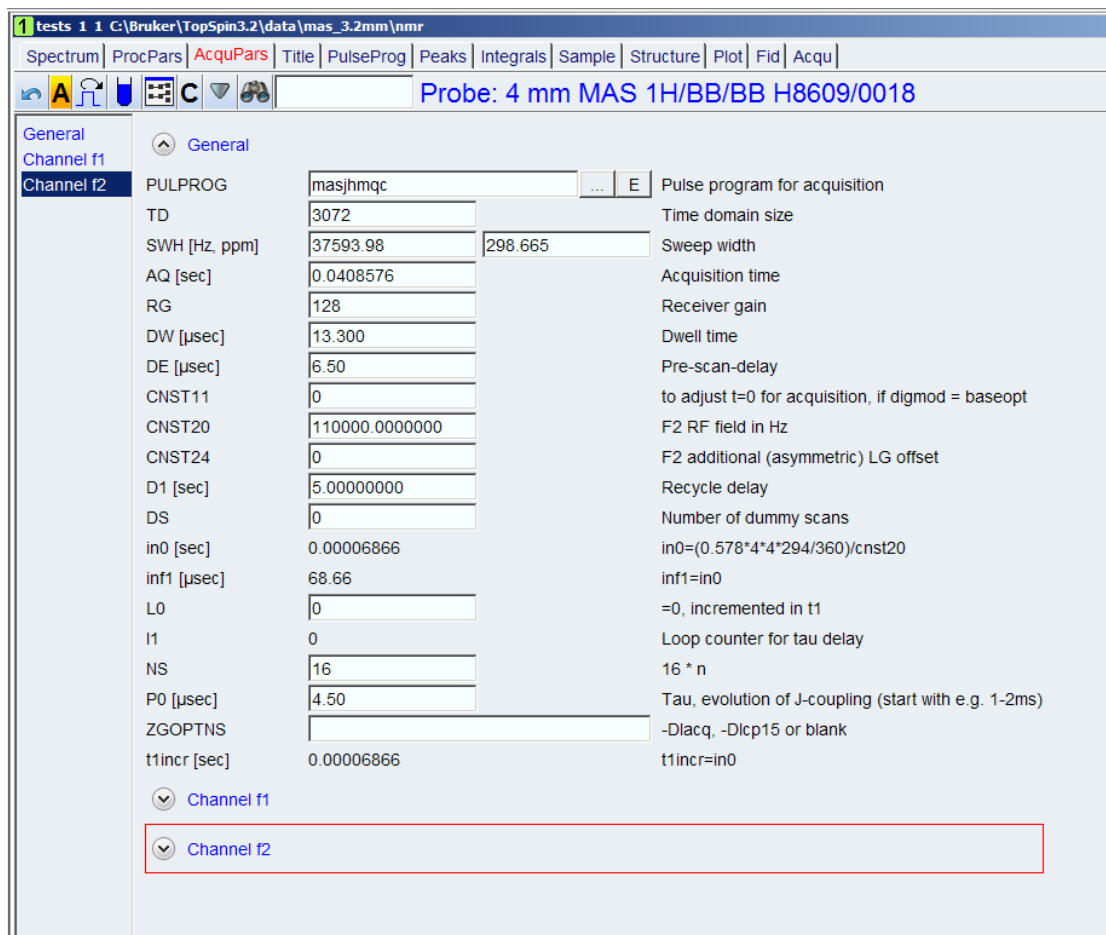 1 tests 1 1 C:\Bruker\TopSpin3.2\data\mas_3.2mm\nmr
Spectrum ProcPars AcquPars Title PulseProg Peaks Integrals Sample Structure Plot Fid Acqu
A C Probe: 4 mm MAS 1H/BB/BB H8609/0018
General
Channel f1
Channel f2
General
PULPROG masjhmqc ... E Pulse program for acquisition
TD 3072 Time domain size
SWH [Hz, ppm] 37593.98 298.665 Sweep width
AQ [sec] 0.0408576 Acquisition time
RG 128 Receiver gain
DW [µsec] 13.300 Dwell time
DE [µsec] 6.50 Pre-scan-delay
CNST11 0 to adjust t=0 for acquisition, if digmod = baseopt
CNST20 110000.0000000 F2 RF field in Hz
CNST24 0 F2 additional (asymmetric) LG offset
D1 [sec] 5.00000000 Recycle delay
DS 0 Number of dummy scans
in0 [sec] 0.00006866 in0=(0.578*4*4*294/360)/cnst20
inf1 [µsec] 68.66 inf1=in0
L0 0 =0, incremented in t1
l1 0 Loop counter for tau delay
NS 16 16 * n
P0 [µsec] 4.50 Tau, evolution of J-coupling (start with e.g. 1-2ms)
ZGOPTNS -Dlacq, -Dlcp15 or blank
t1incr [sec] 0.00006866 t1incr=in0
Channel f1
Channel f2